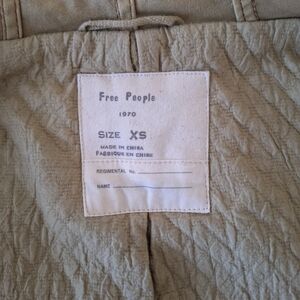 Free People
1970
SIZE XS
MADE IN CHINA
FABRIQUE EN CHINE
REGIMENTAL No.
NAME